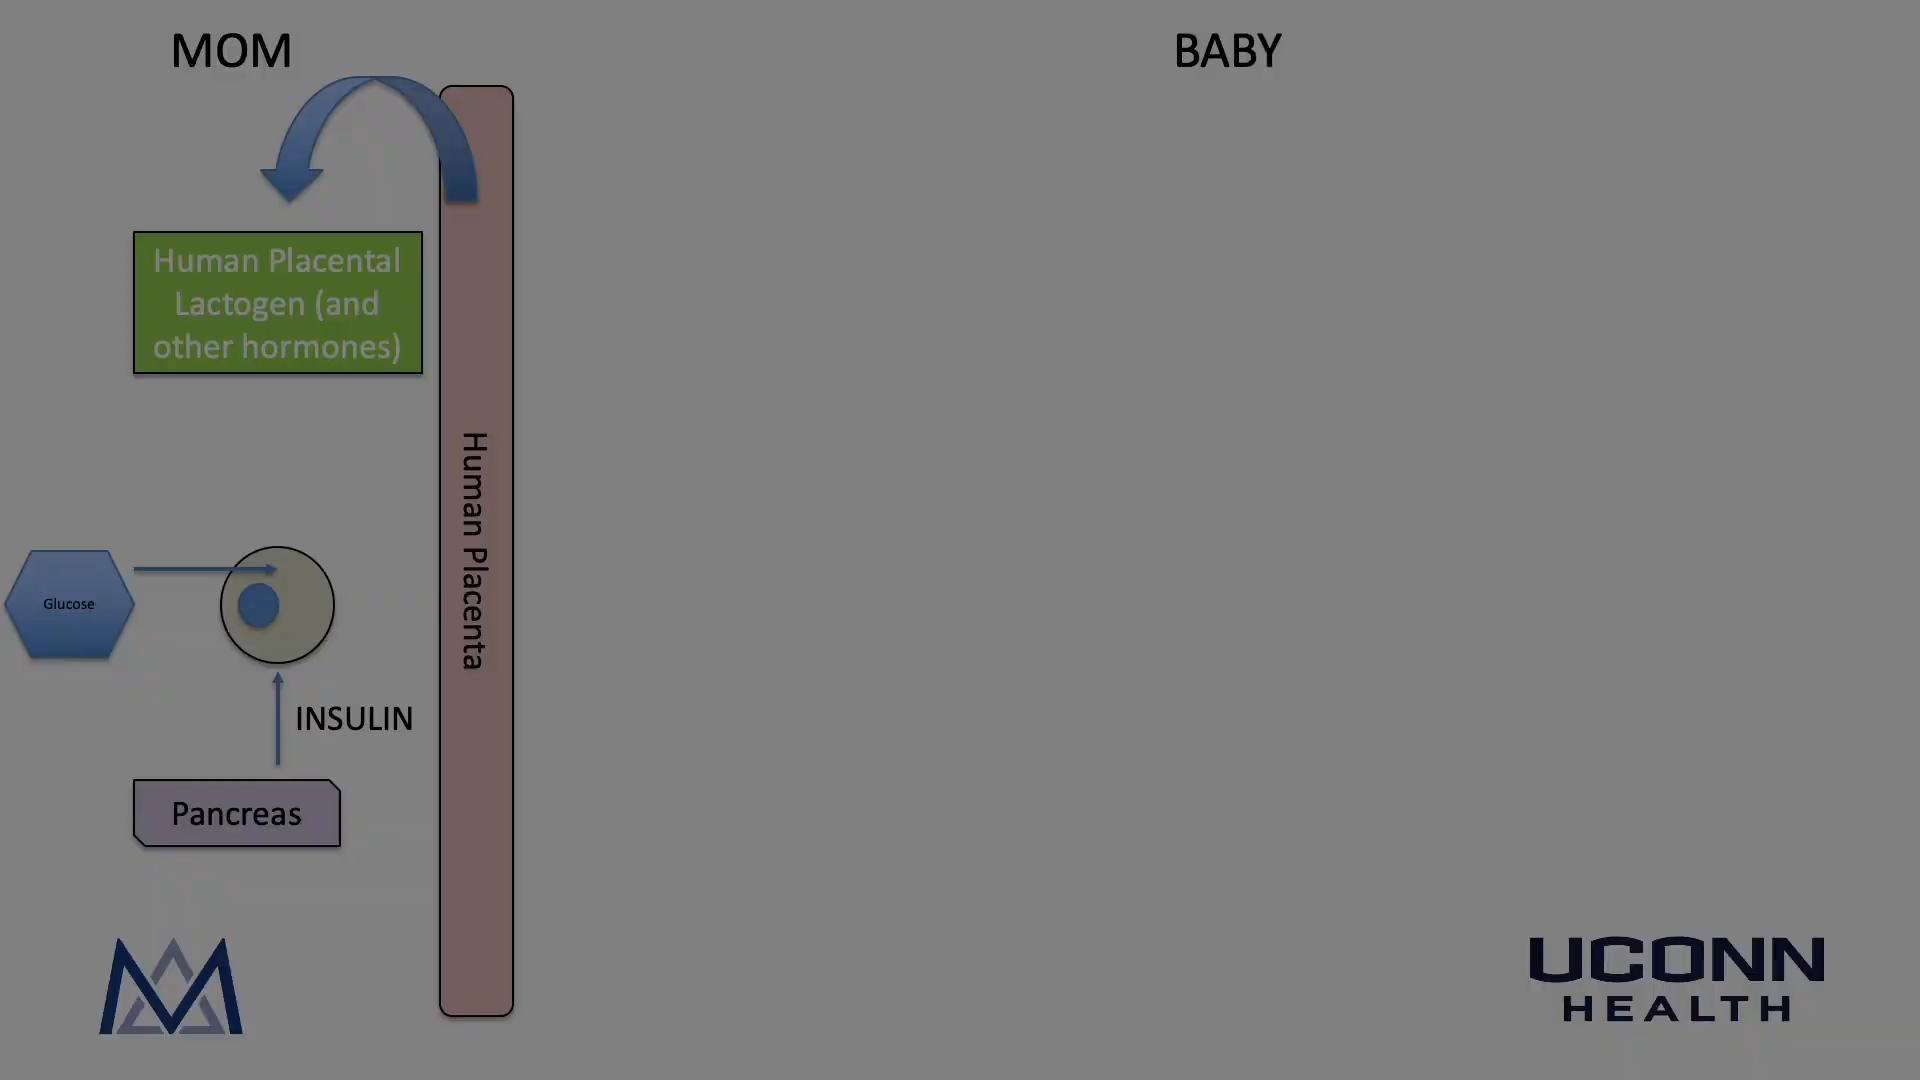 MOM
BABY
Human Placental
Lactogen (and
other hormones)
Human Placenta
Glucose
INSULIN
Pancreas
UCONN
HEALTH